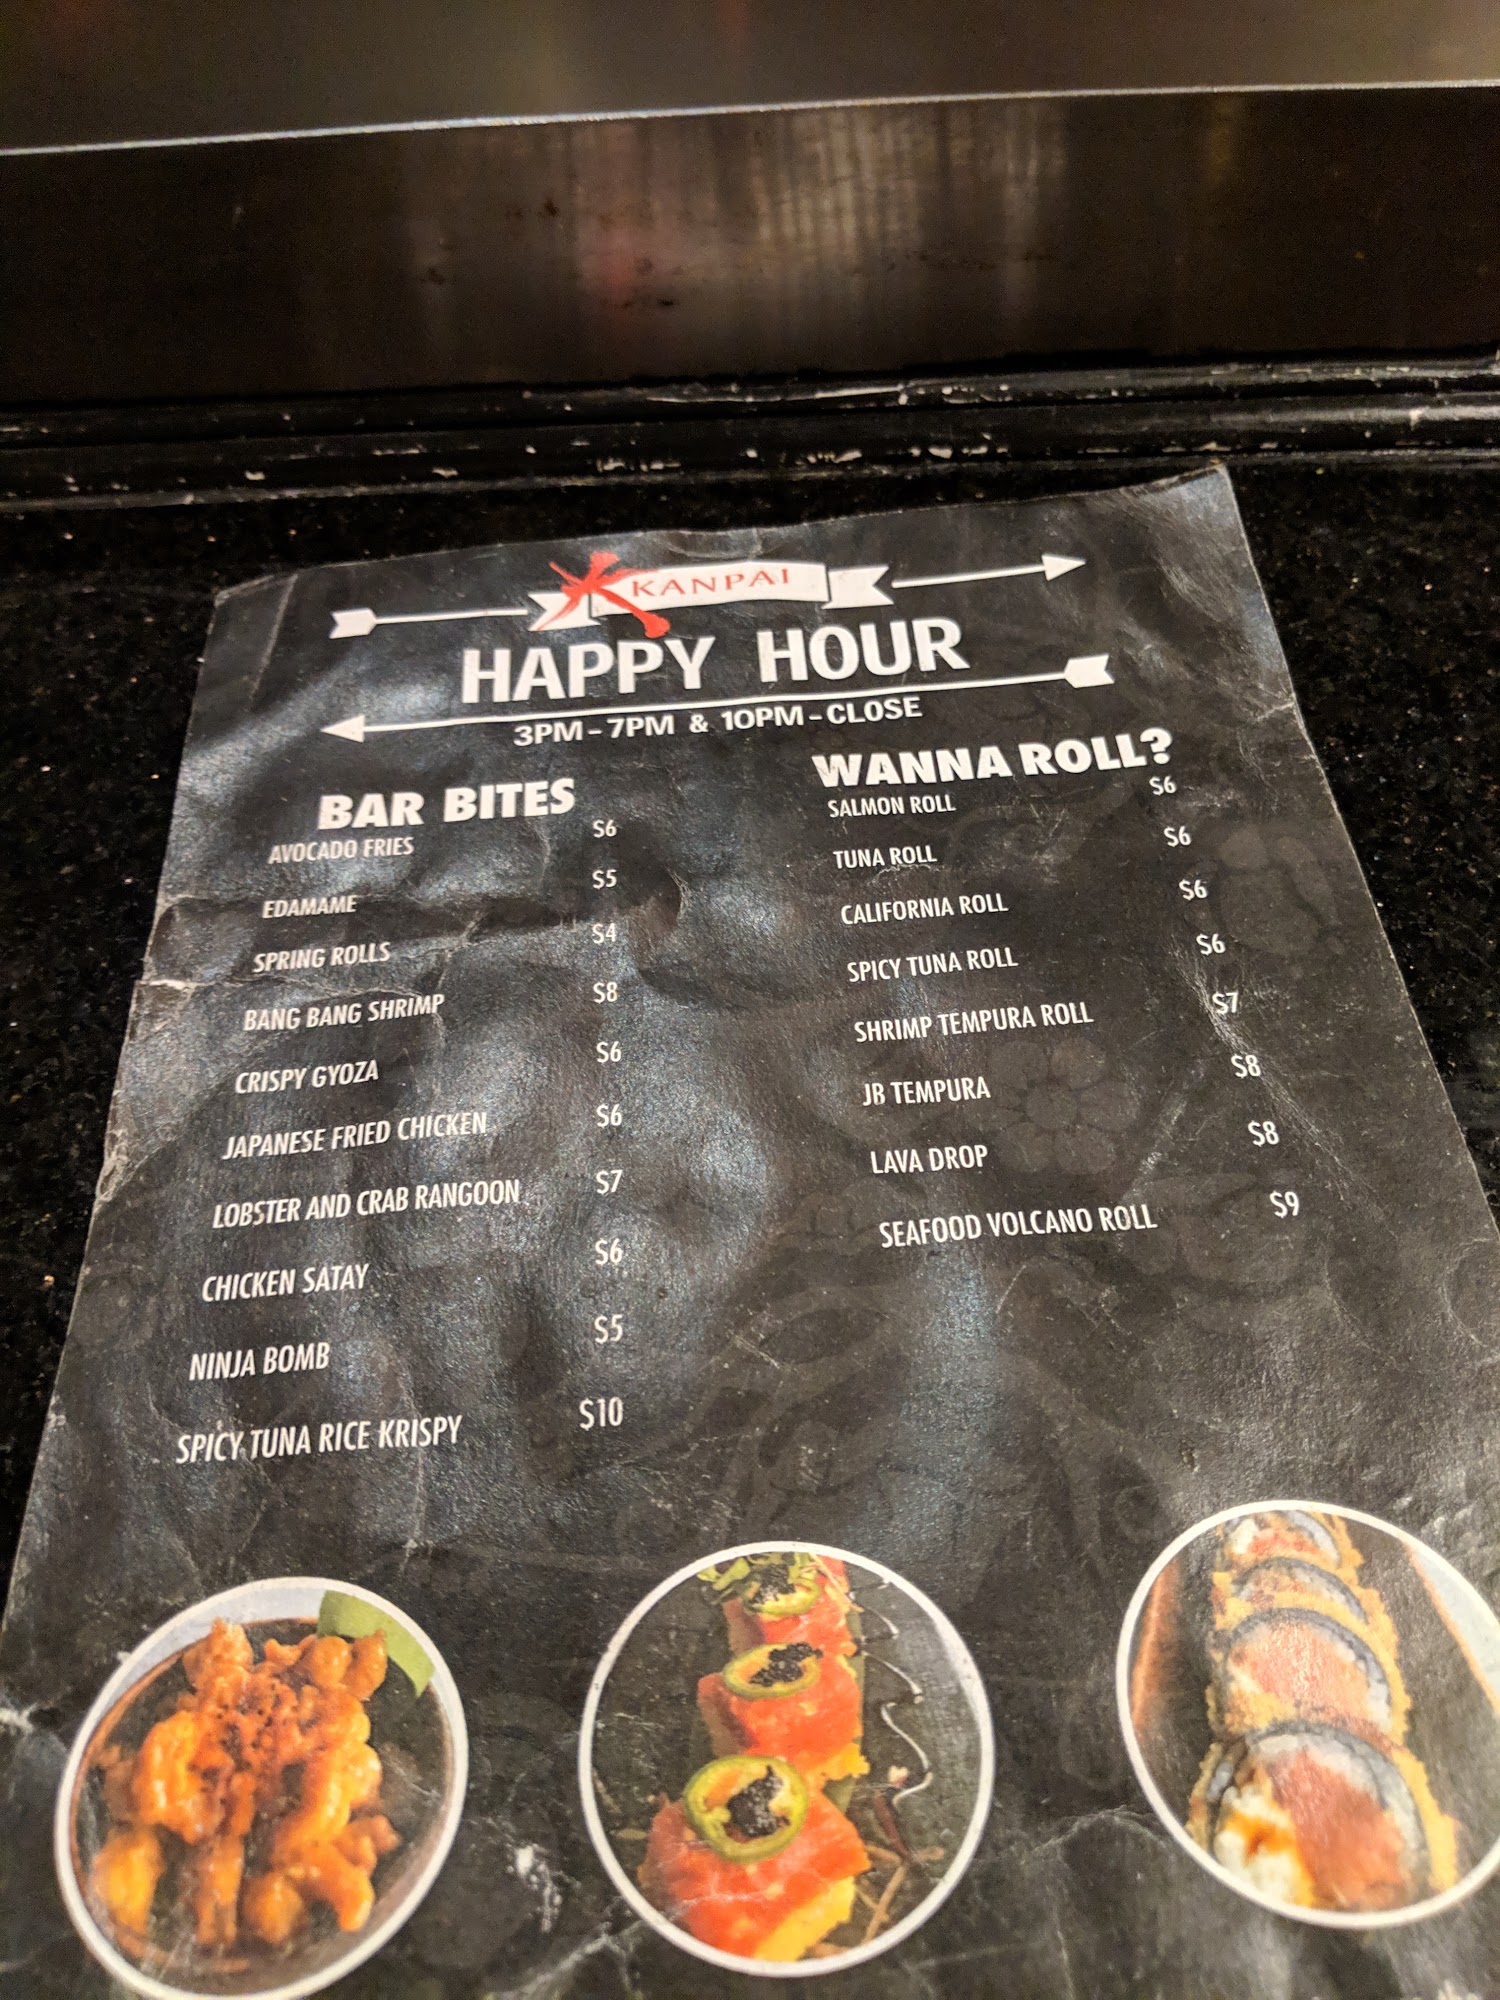 KANPAI
HAPPY HOUR
3PM - 7PM & 10PM - CLOSE
BAR BITES
AVOCADO FRIES $6
EDAMAME $5
SPRING ROLLS $4
BANG BANG SHRIMP $8
CRISPY GYOZA $6
JAPANESE FRIED CHICKEN $6
LOBSTER AND CRAB RANGOON $7
CHICKEN SATAY $6
NINJA BOMB $5
SPICY TUNA RICE KRISPY $10
WANNA ROLL?
SALMON ROLL $6
TUNA ROLL $6
CALIFORNIA ROLL $6
SPICY TUNA ROLL $6
SHRIMP TEMPURA ROLL $7
JB TEMPURA $8
LAVA DROP $8
SEAFOOD VOLCANO ROLL $9